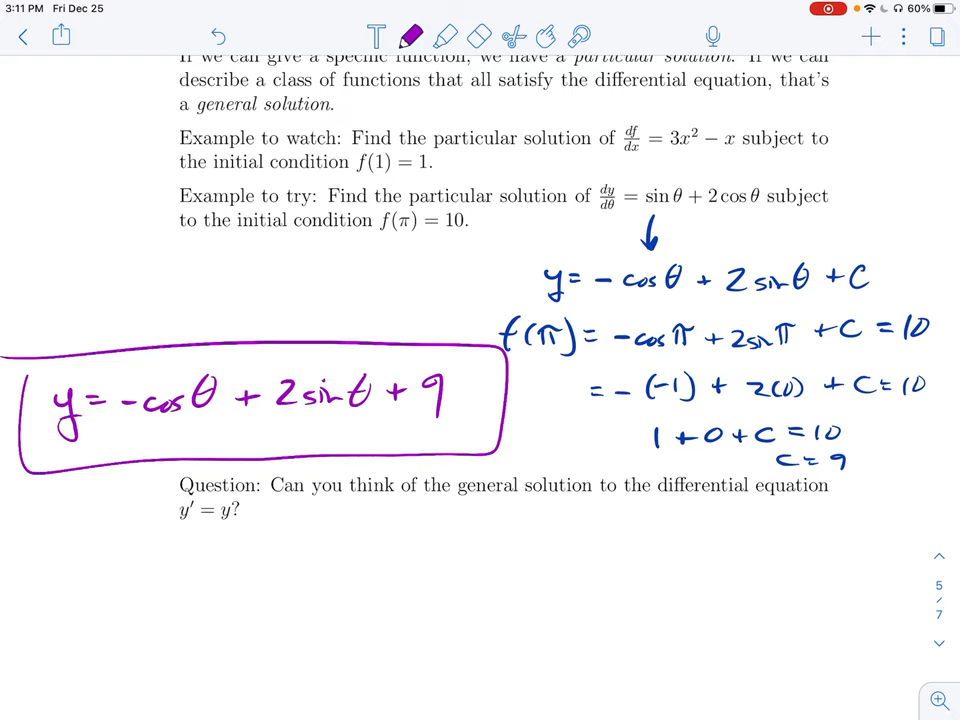 3:11 PM Fri Dec 25
60%
If we can give a specific function, we have a particular solution. If we can
describe a class of functions that all satisfy the differential equation, that's
a general solution.
Example to watch: Find the particular solution of df/dx = 3x² − x subject to
the initial condition f(1) = 1.
Example to try: Find the particular solution of dy/dθ = sin θ + 2 cos θ subject
to the initial condition f(π) = 10.
y = − cos θ + 2 sin θ + C
f(π) = − cos π + 2 sin π + C = 10
= − (−1) + 2(0) + C = 10
1 + 0 + C = 10
C = 9
y = − cos θ + 2 sin θ + 9
Question: Can you think of the general solution to the differential equation
y′ = y?
5
/
7